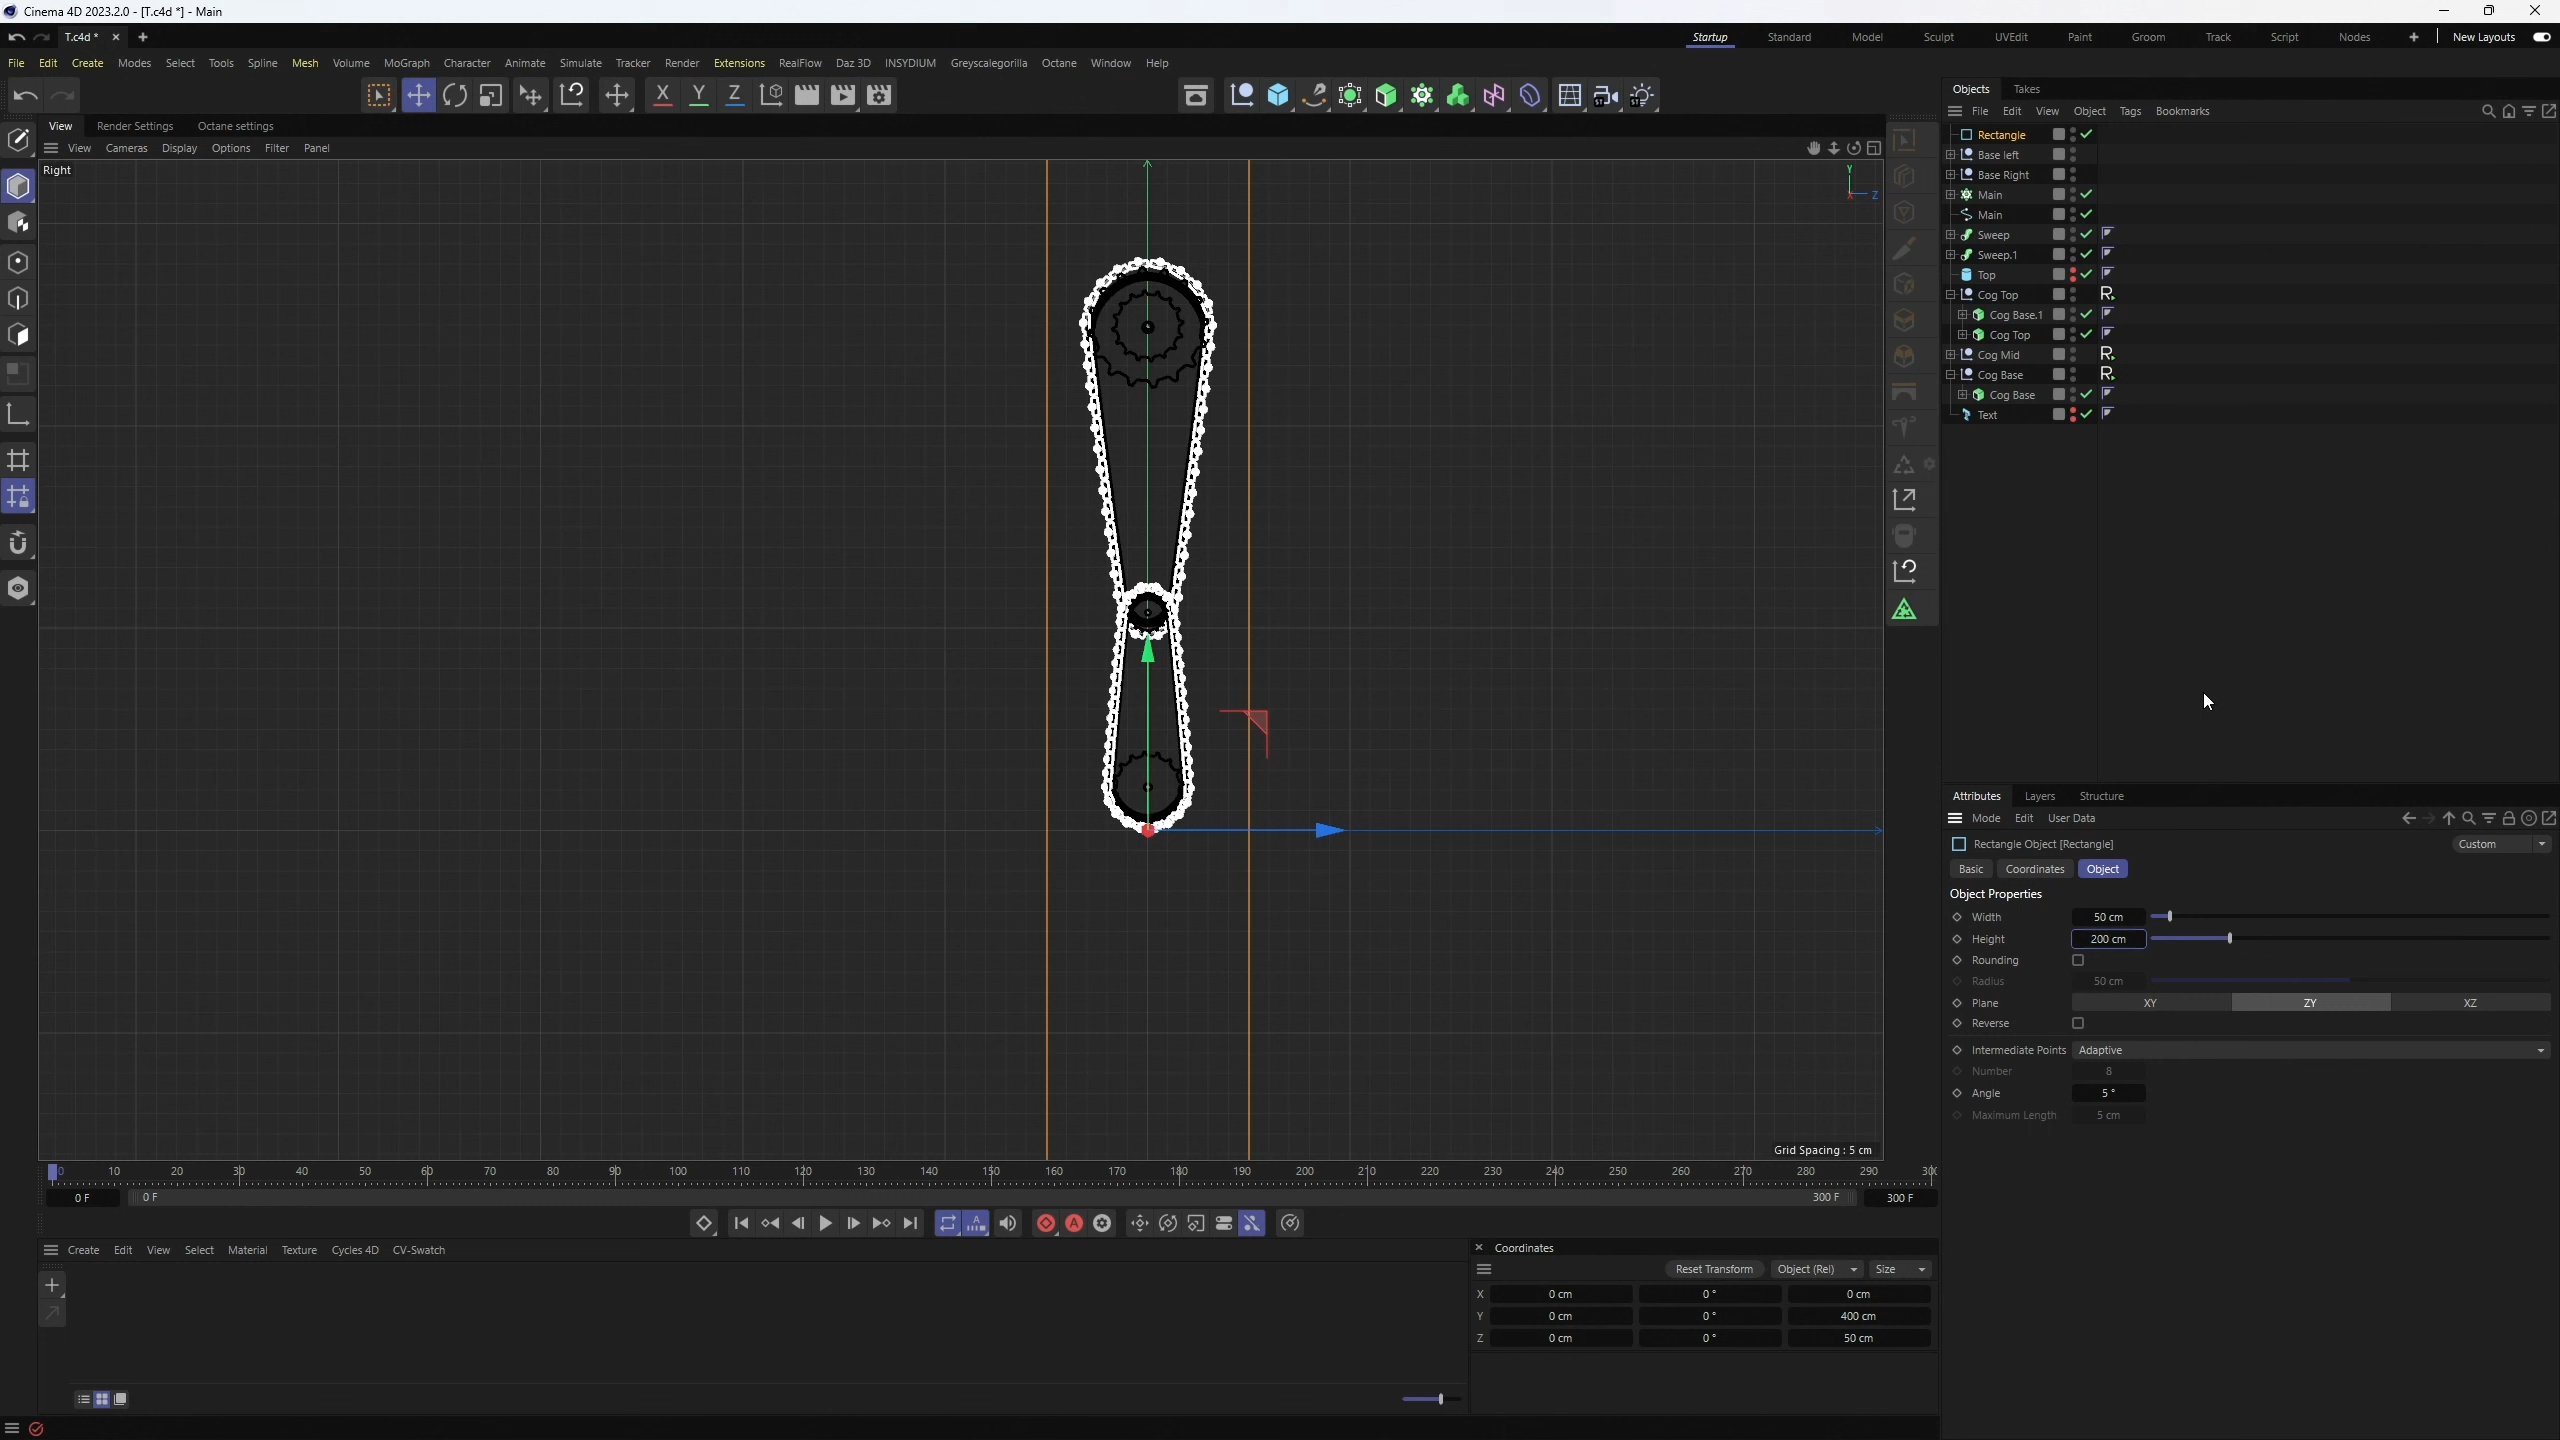 Cinema 4D 2023.2.0 - [T.c4d *] - Main
T.c4d *
Startup Standard Model Sculpt UVEdit Paint Groom Track Script Nodes New Layouts
File Edit Create Modes Select Tools Spline Mesh Volume MoGraph Character Animate Simulate Tracker Render Extensions RealFlow Daz 3D INSYDIUM Greyscalegorilla Octane Window Help
X Y Z
Objects Takes
File Edit View Object Tags Bookmarks
View Render Settings Octane settings
View Cameras Display Options Filter Panel
Right
Y
Z
X
Rectangle
Base left
Base Right
Main
Main
Sweep
Sweep.1
Top
Cog Top
Cog Base.1
Cog Top
Cog Mid
Cog Base
Cog Base
Text
Attributes Layers Structure
Mode Edit User Data
Rectangle Object [Rectangle]
Custom
Basic Coordinates Object
Object Properties
Width 50 cm
Height 200 cm
Rounding
Radius 50 cm
Plane XY ZY XZ
Reverse
Intermediate Points Adaptive
Number 8
Angle 5 °
Maximum Length 5 cm
Grid Spacing : 5 cm
0 10 20 30 40 50 60 70 80 90 100 110 120 130 140 150 160 170 180 190 200 210 220 230 240 250 260 270 280 290 300
0 F 0 F 300 F 300 F
Create Edit View Select Material Texture Cycles 4D CV-Swatch
Coordinates
Reset Transform Object (Rel) Size
X 0 cm 0 ° 0 cm
Y 0 cm 0 ° 400 cm
Z 0 cm 0 ° 50 cm